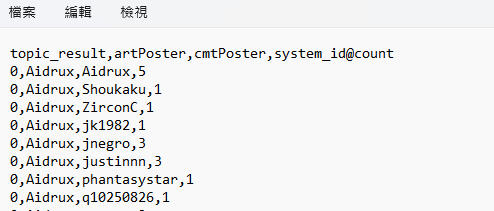 檔案 編輯 檢視
topic_result,artPoster,cmtPoster,system_id@count
0,Aidrux,Aidrux,5
0,Aidrux,Shoukaku,1
0,Aidrux,ZirconC,1
0,Aidrux,jk1982,1
0,Aidrux,jnegro,3
0,Aidrux,justinnn,3
0,Aidrux,phantasystar,1
0,Aidrux,q10250826,1